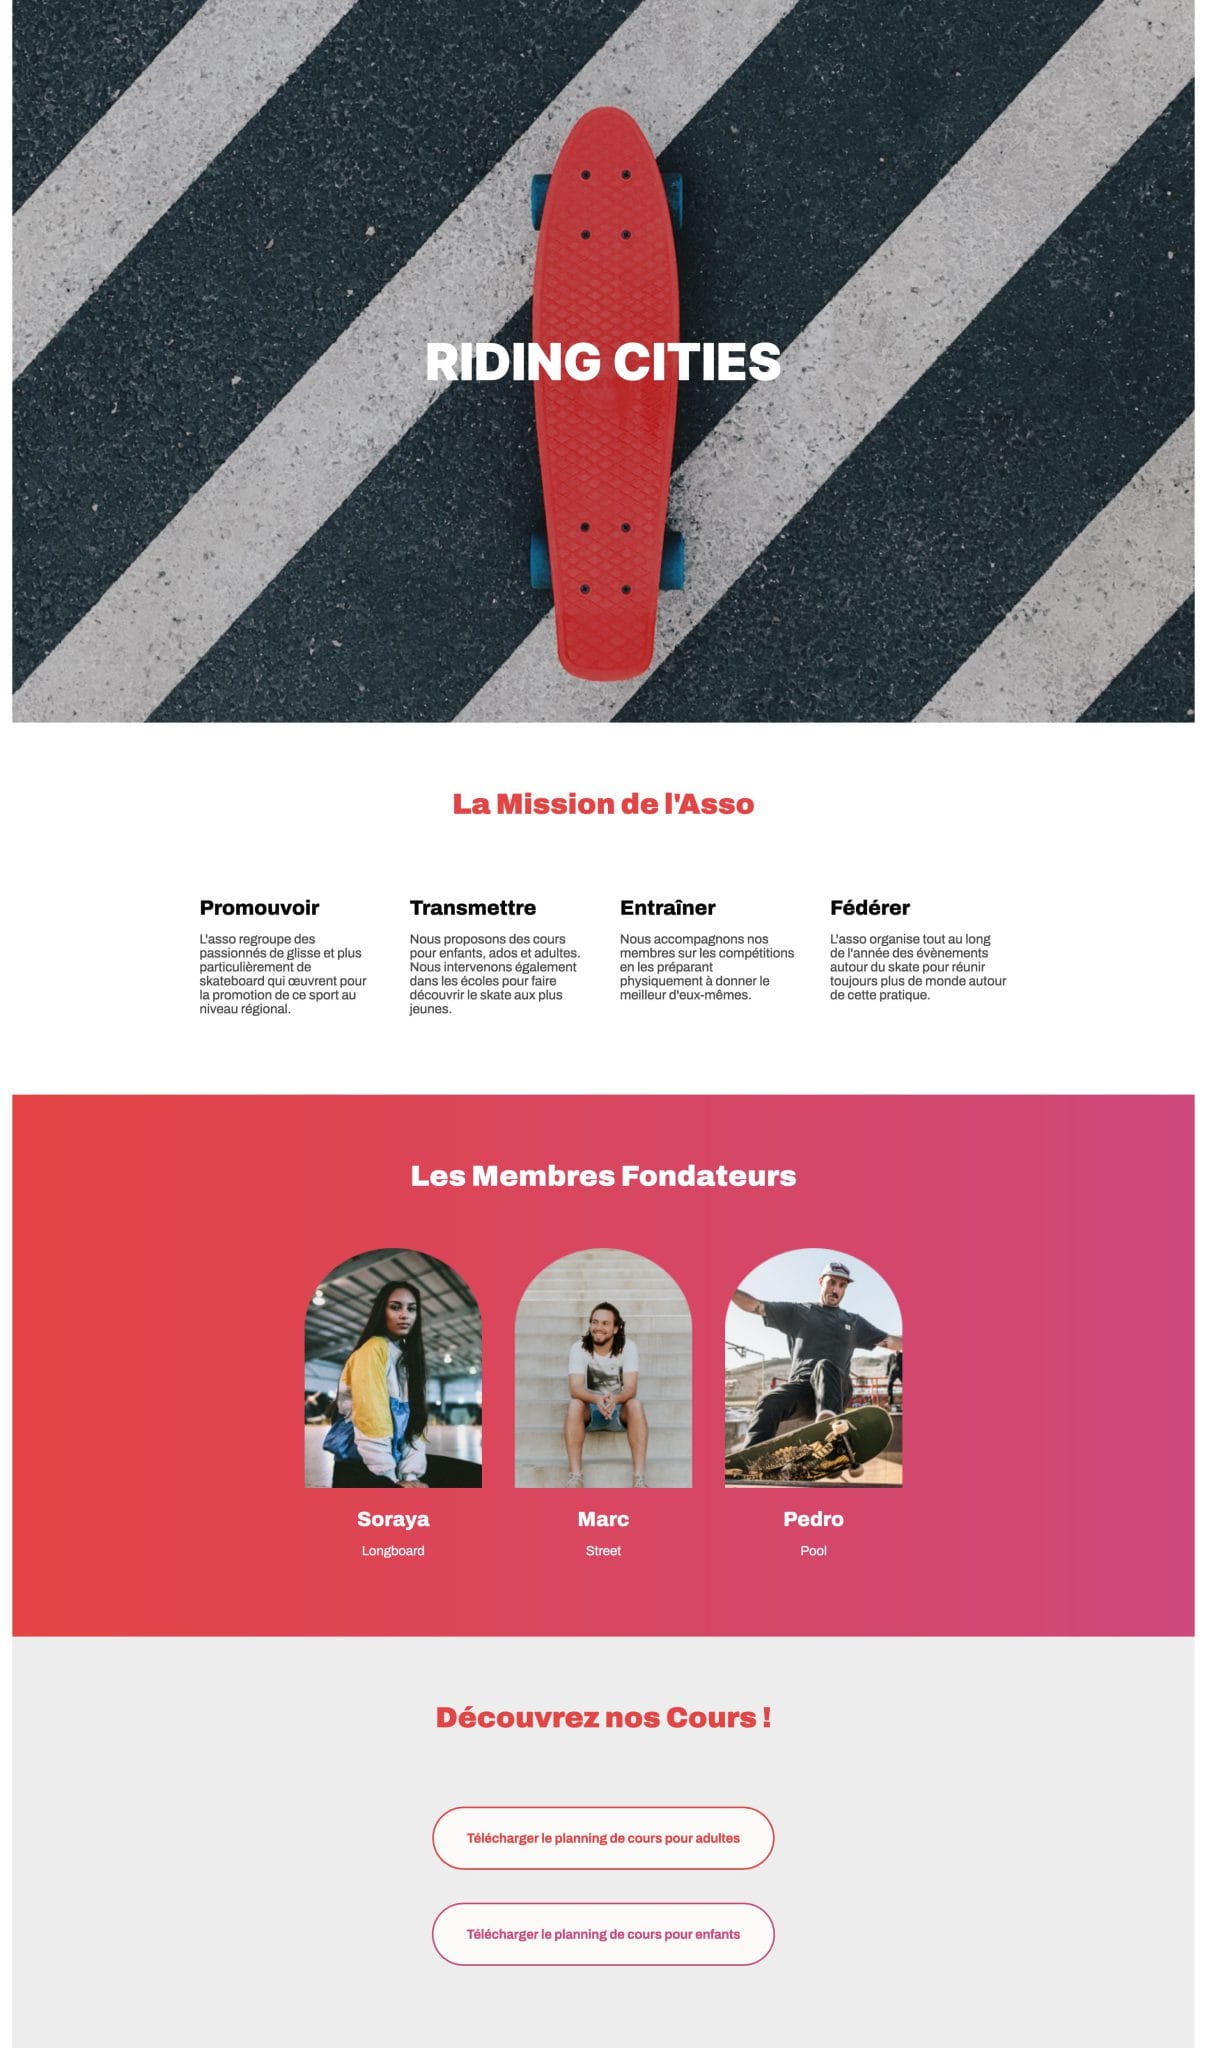 RIDING CITIES
La Mission de l'Asso
Promouvoir
L'asso regroupe des
passionnés de glisse et plus
particulièrement de
skateboard qui œuvrent pour
la promotion de ce sport au
niveau régional.
Transmettre
Nous proposons des cours
pour enfants, ados et adultes.
Nous intervenons également
dans les écoles pour faire
découvrir le skate aux plus
jeunes.
Entraîner
Nous accompagnons nos
membres sur les compétitions
en les préparant
physiquement à donner le
meilleur d'eux-mêmes.
Fédérer
L'asso organise tout au long
de l'année des évènements
autour du skate pour réunir
toujours plus de monde autour
de cette pratique.
Les Membres Fondateurs
Soraya
Longboard
Marc
Street
Pedro
Pool
Découvrez nos Cours !
Télécharger le planning de cours pour adultes
Télécharger le planning de cours pour enfants